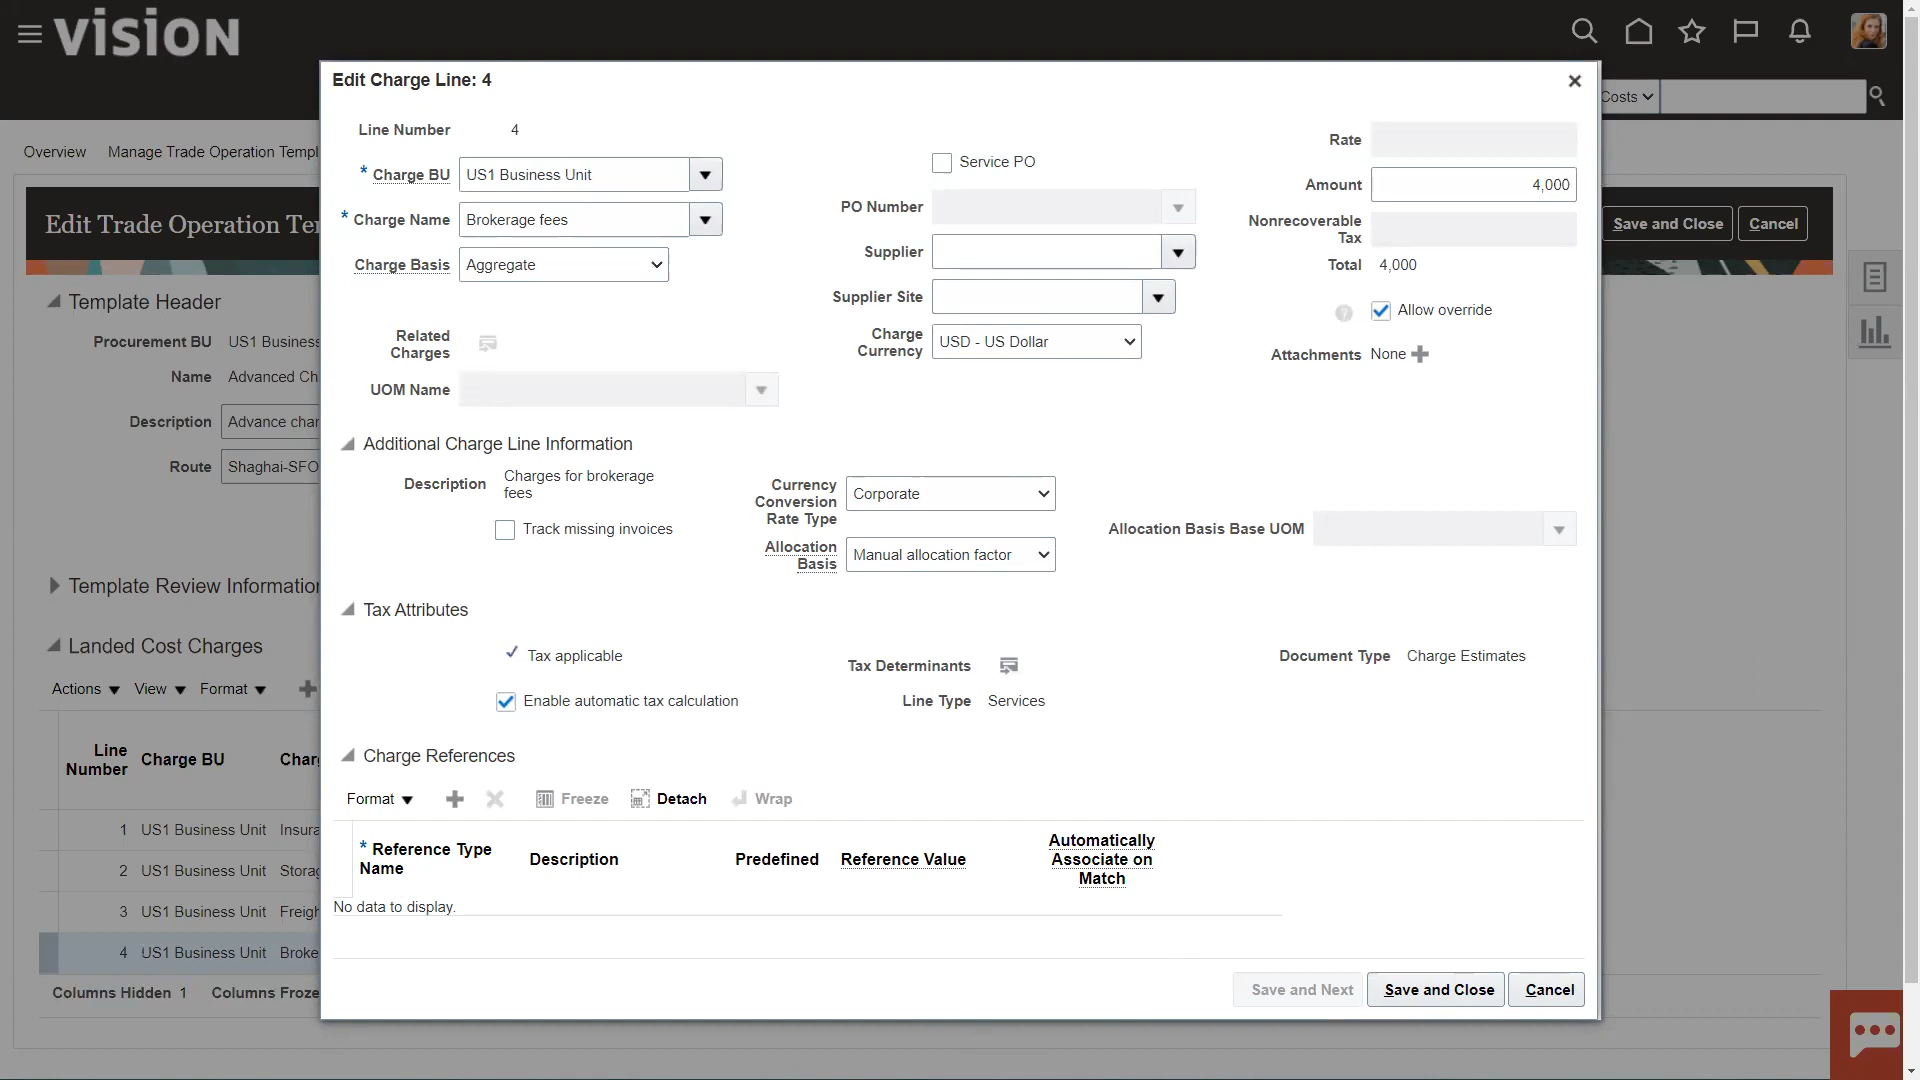 vision
Costs
Overview
Manage Trade Operation Templ
Edit Trade Operation Te
Save and Close
Cancel
Template Header
Procurement BU US1 Business
Name Advanced Ch
Description Advance char
Route Shaghai-SFO
Template Review Information
Landed Cost Charges
Actions View Format
Line Number Charge BU Charg
1 US1 Business Unit Insura
2 US1 Business Unit Storag
3 US1 Business Unit Freigh
4 US1 Business Unit Broke
Columns Hidden 1 Columns Froze
Edit Charge Line: 4
Line Number 4
* Charge BU US1 Business Unit
* Charge Name Brokerage fees
Charge Basis Aggregate
Related
Charges
UOM Name
Service PO
PO Number
Supplier
Supplier Site
Charge
Currency
USD - US Dollar
Rate
Amount 4,000
Nonrecoverable
Tax
Total 4,000
Allow override
Attachments None
Additional Charge Line Information
Description
Charges for brokerage
fees
Track missing invoices
Currency
Conversion
Rate Type
Corporate
Allocation
Basis
Manual allocation factor
Allocation Basis Base UOM
Tax Attributes
Tax applicable
Enable automatic tax calculation
Tax Determinants
Line Type Services
Document Type Charge Estimates
Charge References
Format Freeze Detach Wrap
* Reference Type
Name
Description
Predefined
Reference Value
Automatically
Associate on
Match
No data to display.
Save and Next
Save and Close
Cancel